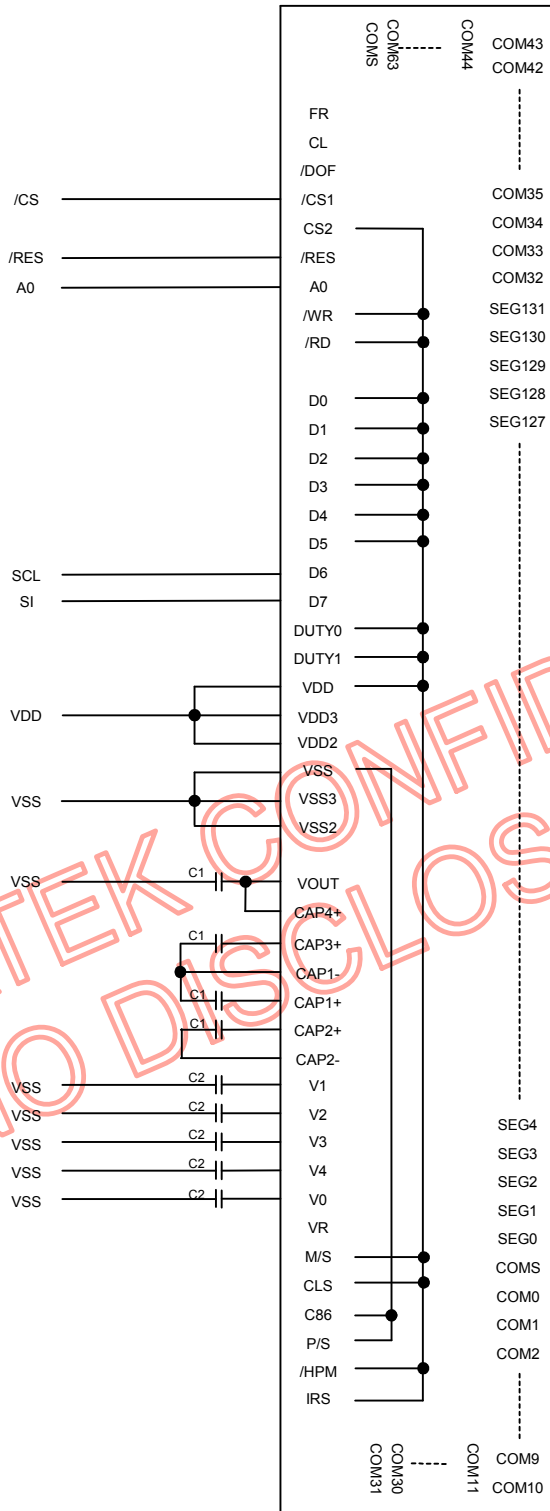 COMS COM63 COM44 COM43
COM42
FR
CL
/DOF
/CS /CS1 COM35
CS2 COM34
/RES /RES COM33
A0 A0 COM32
/WR SEG131
/RD SEG130
SEG129
D0 SEG128
D1 SEG127
D2
D3
D4
D5
SCL D6
SI D7
DUTY0
DUTY1
VDD
VDD VDD3
VDD2
VSS
VSS VSS3
VSS2
VSS C1 VOUT
CAP4+
C1 CAP3+
CAP1-
C1 CAP1+
C1 CAP2+
CAP2-
VSS C2 V1
VSS C2 V2 SEG4
VSS C2 V3 SEG3
VSS C2 V4 SEG2
VSS C2 V0 SEG1
VR SEG0
M/S COMS
CLS COM0
C86 COM1
P/S COM2
/HPM
IRS
COM31 COM30 COM11 COM9
COM10
NO